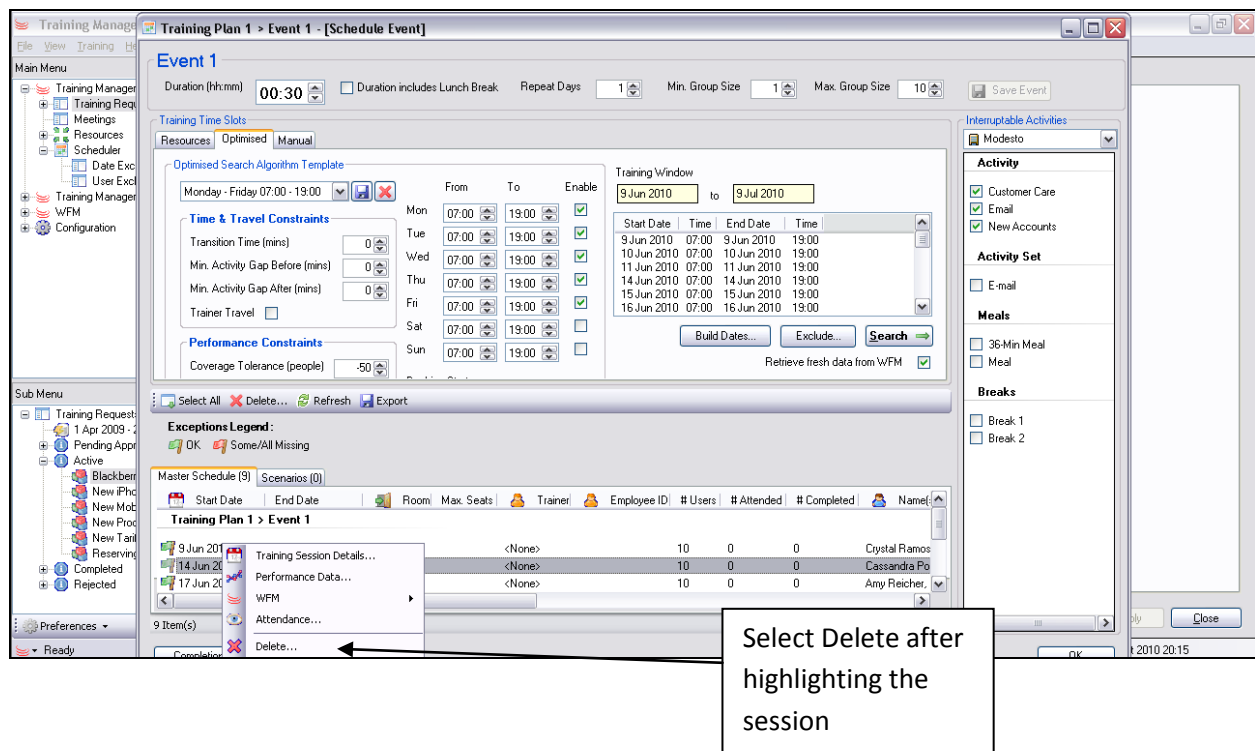 Training Manage
File View Training He
Main Menu
Training Manager
Training Requ
Meetings
Resources
Scheduler
Date Exc
User Excl
Training Manager
WFM
Configuration
Sub Menu
Training Request
1 Apr 2009 - 2
Pending Appr
Active
Blackberr
New iPho
New Mob
New Prod
New Tarif
Reserving
Completed
Rejected
Preferences
Ready
Training Plan 1 > Event 1 - [Schedule Event]
Event 1
Duration (hh:mm) 00:30 Duration includes Lunch Break Repeat Days 1 Min. Group Size 1 Max. Group Size 10 Save Event
Training Time Slots
Resources Optimised Manual
Optimised Search Algorithm Template
Monday - Friday 07:00 - 19:00
Time & Travel Constraints
Transition Time (mins) 0
Min. Activity Gap Before (mins) 0
Min. Activity Gap After (mins) 0
Trainer Travel
Performance Constraints
Coverage Tolerance (people) -50
From To Enable
Mon 07:00 19:00
Tue 07:00 19:00
Wed 07:00 19:00
Thu 07:00 19:00
Fri 07:00 19:00
Sat 07:00 19:00
Sun 07:00 19:00
Training Window
9 Jun 2010 to 9 Jul 2010
Start Date Time End Date Time
9 Jun 2010 07:00 9 Jun 2010 19:00
10 Jun 2010 07:00 10 Jun 2010 19:00
11 Jun 2010 07:00 11 Jun 2010 19:00
14 Jun 2010 07:00 14 Jun 2010 19:00
15 Jun 2010 07:00 15 Jun 2010 19:00
16 Jun 2010 07:00 16 Jun 2010 19:00
Build Dates... Exclude... Search
Retrieve fresh data from WFM
Interruptable Activities
Modesto
Activity
Customer Care
Email
New Accounts
Activity Set
E-mail
Meals
36-Min Meal
Meal
Breaks
Break 1
Break 2
Select All Delete... Refresh Export
Exceptions Legend:
OK Some/All Missing
Master Schedule (9) Scenarios (0)
Start Date End Date Room Max. Seats Trainer Employee ID # Users # Attended # Completed Name(:
Training Plan 1 > Event 1
9 Jun 201 <None> 10 0 0 Crystal Ramos
14 Jun 20 <None> 10 0 0 Cassandra Po
17 Jun 20 <None> 10 0 0 Amy Reicher,
Training Session Details...
Performance Data...
WFM
Attendance...
Delete...
9 Item(s)
Completion
OK
Close
t 2010 20:15
Select Delete after
highlighting the
session